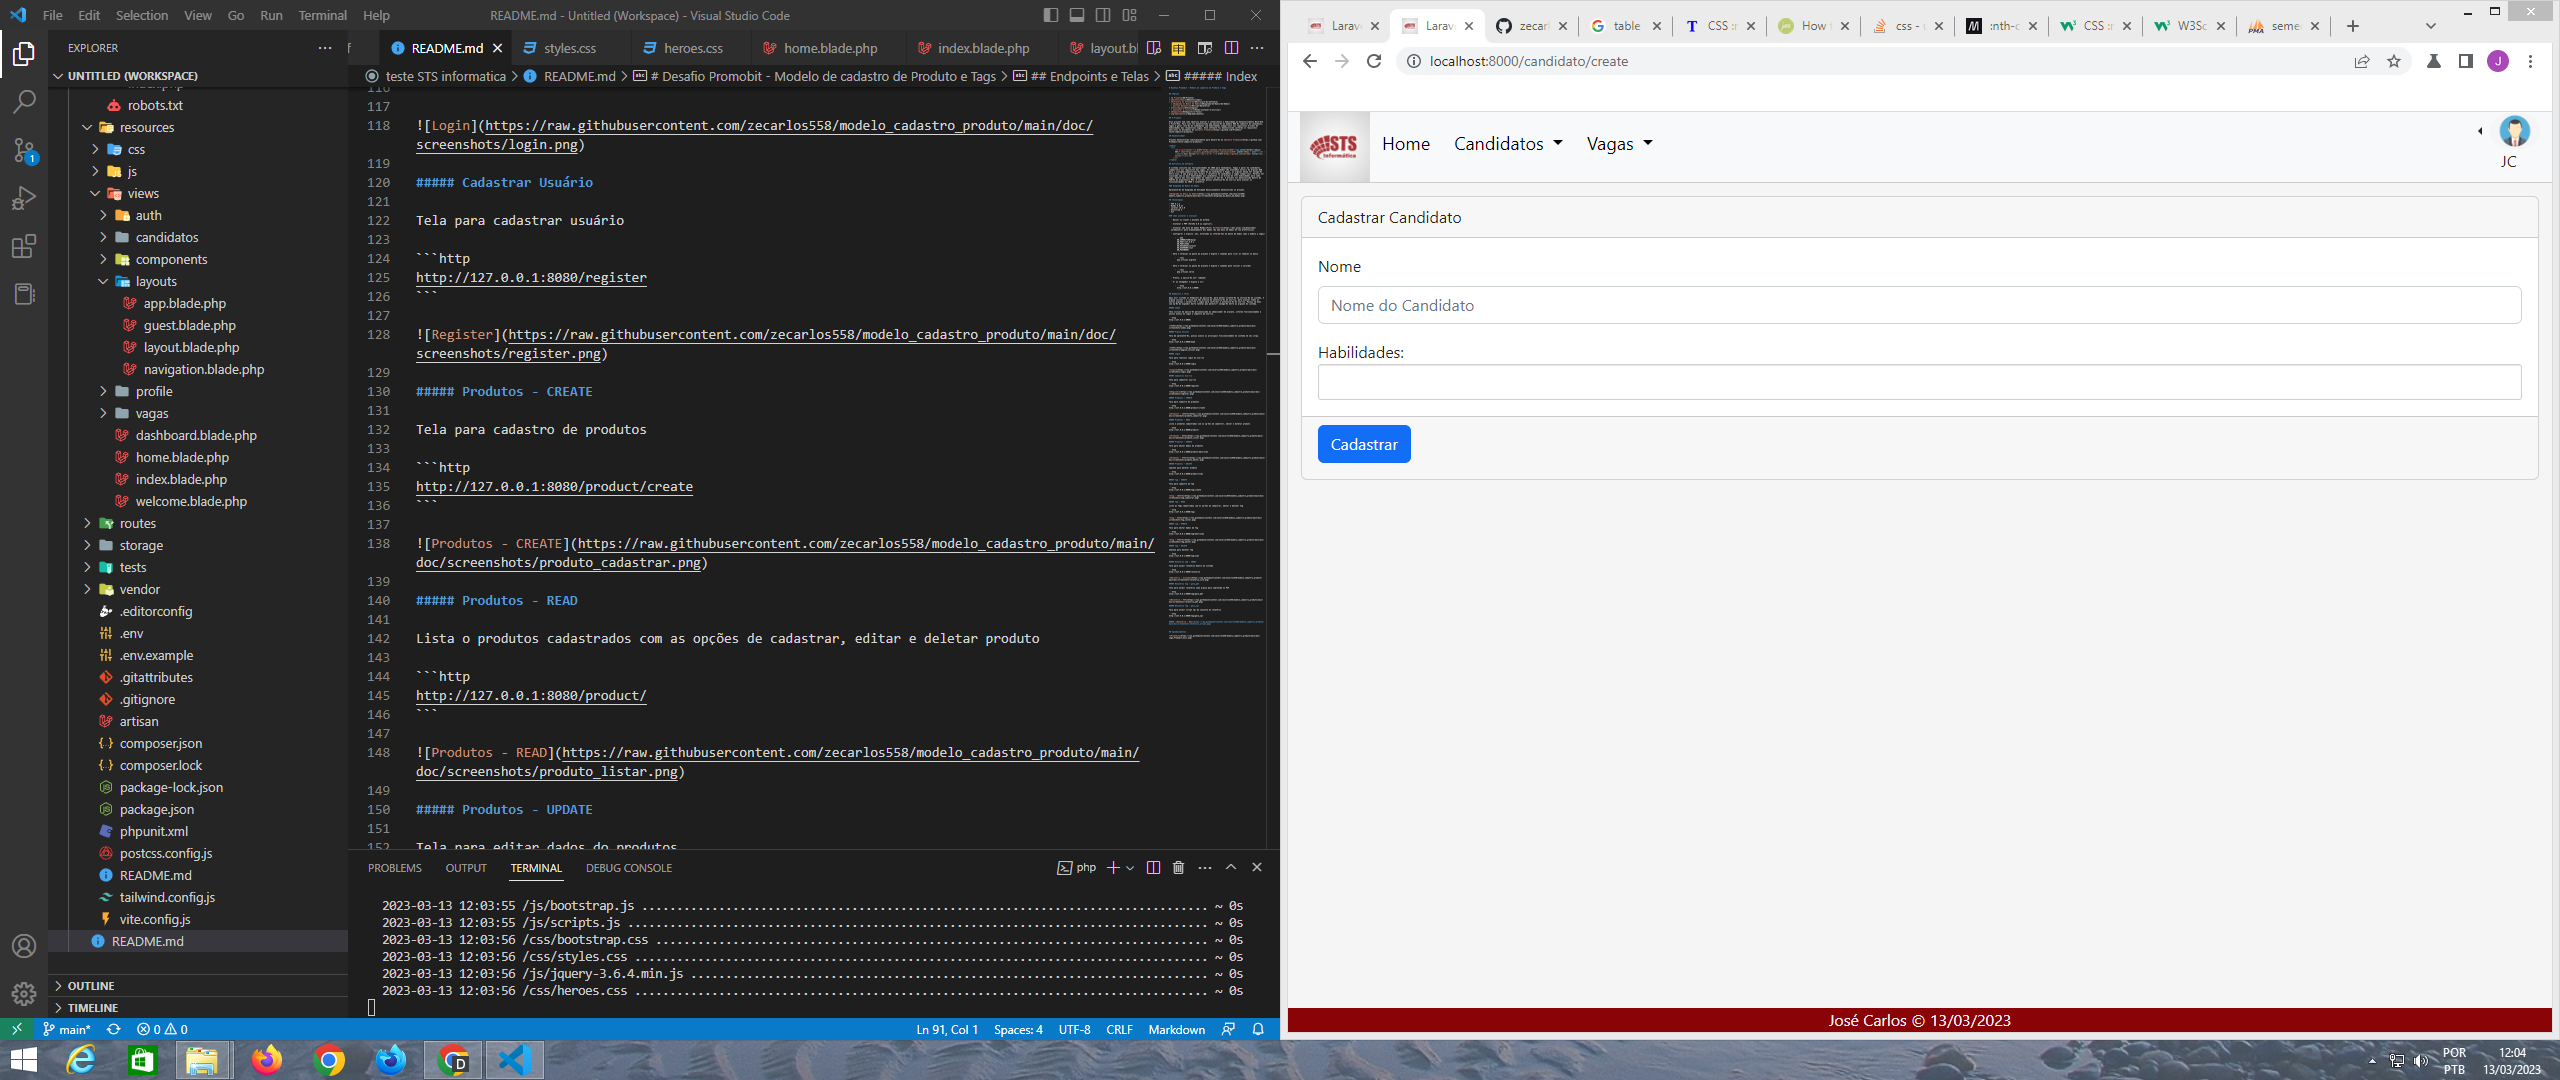 File Edit Selection View Go Run Terminal Help
README.md - Untitled (Workspace) - Visual Studio Code
EXPLORER
UNTITLED (WORKSPACE)
robots.txt
resources
css
js
views
auth
candidatos
components
layouts
app.blade.php
guest.blade.php
layout.blade.php
navigation.blade.php
profile
vagas
dashboard.blade.php
home.blade.php
index.blade.php
welcome.blade.php
routes
storage
tests
vendor
.editorconfig
.env
.env.example
.gitattributes
.gitignore
artisan
composer.json
composer.lock
package-lock.json
package.json
phpunit.xml
postcss.config.js
README.md
tailwind.config.js
vite.config.js
README.md
OUTLINE
TIMELINE
README.md styles.css heroes.css home.blade.php index.blade.php layout.bl
teste STS informatica > README.md > # Desafio Promobit - Modelo de cadastro de Produto e Tags > ## Endpoints e Telas > ##### Index
116
117
118 ![Login](https://raw.githubusercontent.com/zecarlos558/modelo_cadastro_produto/main/doc/
screenshots/login.png)
119
120 ##### Cadastrar Usuário
121
122 Tela para cadastrar usuário
123
124 ```http
125 http://127.0.0.1:8080/register
126 ```
127
128 ![Register](https://raw.githubusercontent.com/zecarlos558/modelo_cadastro_produto/main/doc/
screenshots/register.png)
129
130 ##### Produtos - CREATE
131
132 Tela para cadastro de produtos
133
134 ```http
135 http://127.0.0.1:8080/product/create
136 ```
137
138 ![Produtos - CREATE](https://raw.githubusercontent.com/zecarlos558/modelo_cadastro_produto/main/
doc/screenshots/produto_cadastrar.png)
139
140 ##### Produtos - READ
141
142 Lista o produtos cadastrados com as opções de cadastrar, editar e deletar produto
143
144 ```http
145 http://127.0.0.1:8080/product/
146 ```
147
148 ![Produtos - READ](https://raw.githubusercontent.com/zecarlos558/modelo_cadastro_produto/main/
doc/screenshots/produto_listar.png)
149
150 ##### Produtos - UPDATE
151
152 Tela para editar dados do produtos
PROBLEMS OUTPUT TERMINAL DEBUG CONSOLE
php
2023-03-13 12:03:55 /js/bootstrap.js ~ 0s
2023-03-13 12:03:55 /js/scripts.js ~ 0s
2023-03-13 12:03:56 /css/bootstrap.css ~ 0s
2023-03-13 12:03:56 /css/styles.css ~ 0s
2023-03-13 12:03:56 /js/jquery-3.6.4.min.js ~ 0s
2023-03-13 12:03:56 /css/heroes.css ~ 0s
main* 0 0
1
Ln 91, Col 1 Spaces: 4 UTF-8 CRLF Markdown
Larav Larav zecarl table CSS :n How css - :nth-c CSS :n W3Sc seme
localhost:8000/candidato/create
J
STS
Informática
Home Candidatos Vagas
JC
Cadastrar Candidato
Nome
Nome do Candidato
Habilidades:
Cadastrar
José Carlos © 13/03/2023
POR
PTB
12:04
13/03/2023